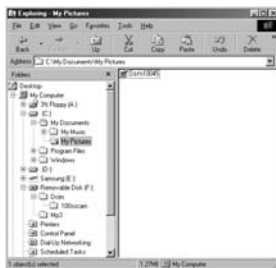 Exploring - My Pictures
File Edit View Go Favorites Tools Help
Back Up Cut Copy Paste Undo Delete
Address C:\My Documents\My Pictures
Folders
Desktop
My Computer
3½ Floppy (A:)
(C:)
My Documents
My Music
My Pictures
Program Files
Windows
(D:)
Samsung (E:)
Removable Disk (F:)
Dcim
100sscam
Mp3
Printers
Control Panel
Dial-Up Networking
Scheduled Tasks
1 object(s) selected 1.27MB My Computer